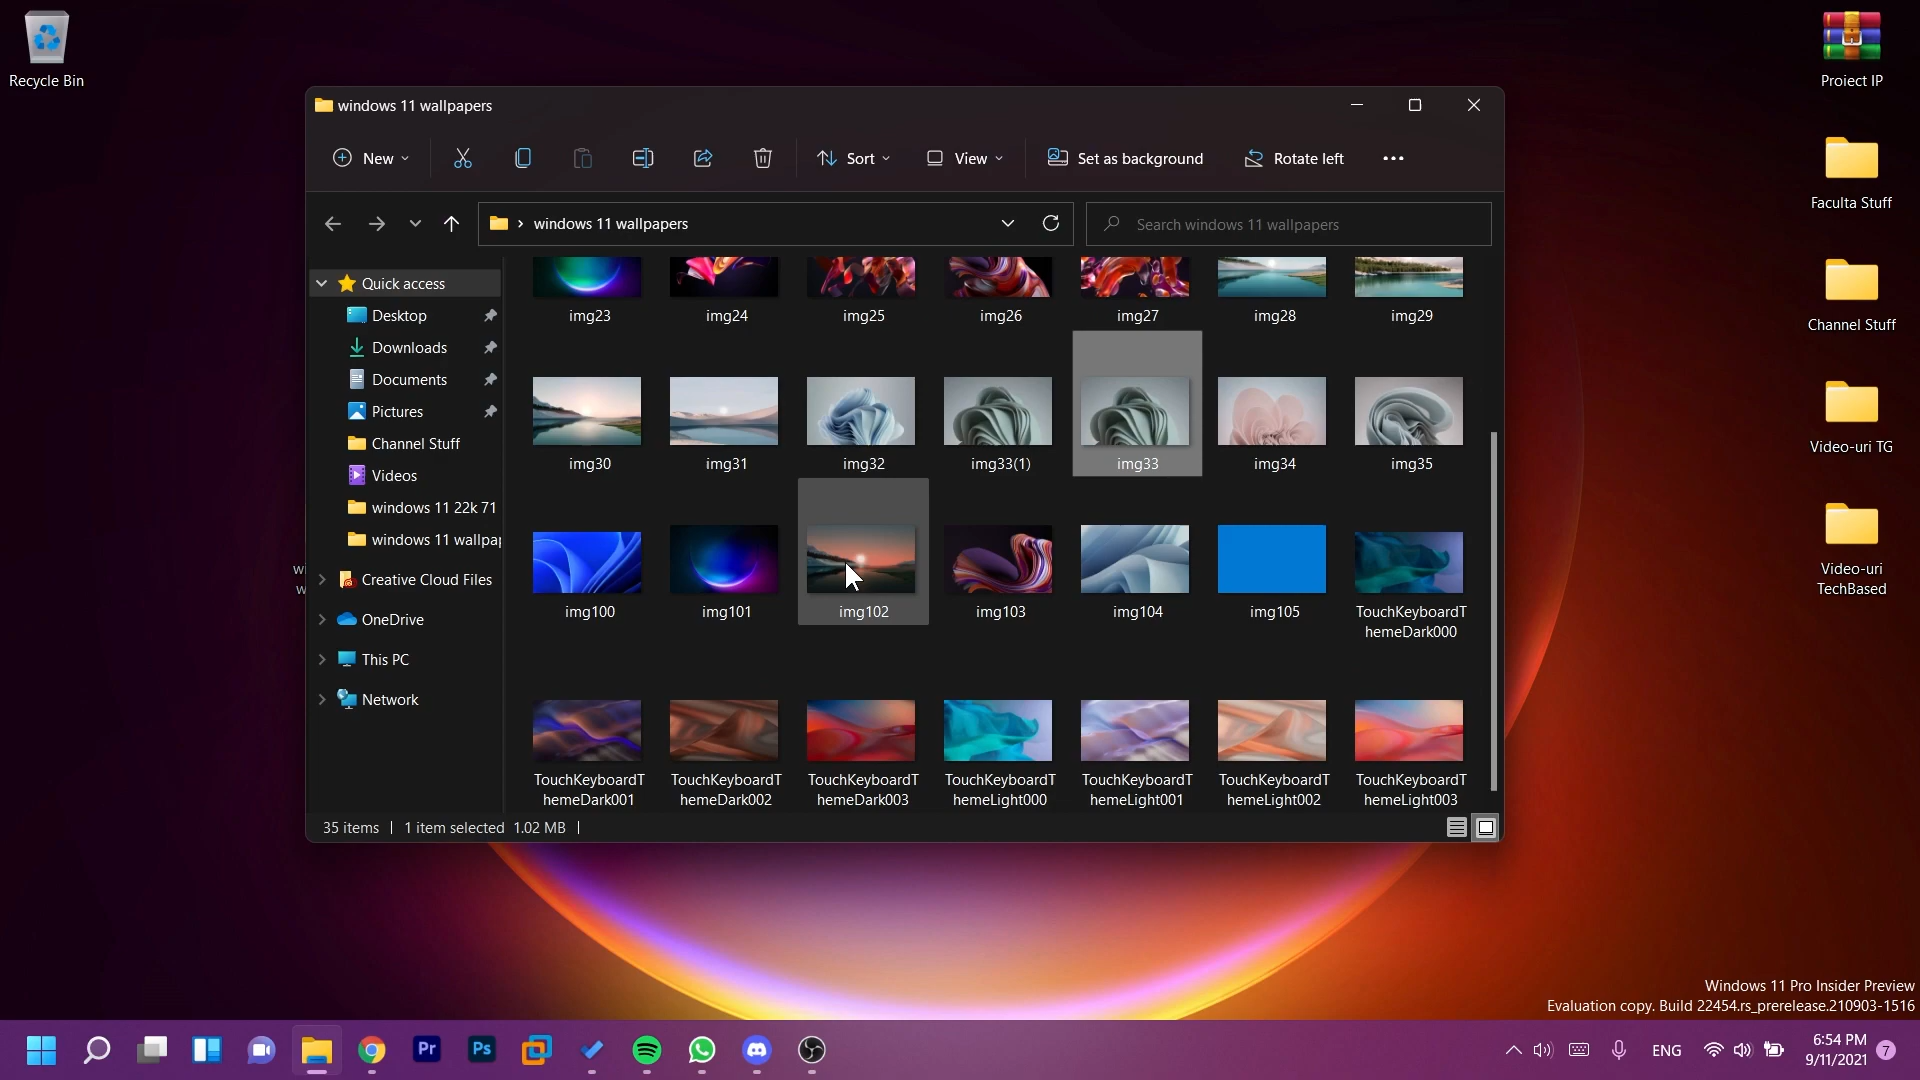 Recycle Bin
Proiect IP
Faculta Stuff
Channel Stuff
Video-uri TG
Video-uri
TechBased
windows 11 wallpapers
New
Sort
View
Set as background
Rotate left
windows 11 wallpapers
Search windows 11 wallpapers
Quick access
Desktop
Downloads
Documents
Pictures
Channel Stuff
Videos
windows 11 22k 71
windows 11 wallpap
Creative Cloud Files
OneDrive
This PC
Network
img23
img24
img25
img26
img27
img28
img29
img30
img31
img32
img33(1)
img33
img34
img35
img100
img101
img102
img103
img104
img105
TouchKeyboardT
hemeDark000
TouchKeyboardT
hemeDark001
TouchKeyboardT
hemeDark002
TouchKeyboardT
hemeDark003
TouchKeyboardT
hemeLight000
TouchKeyboardT
hemeLight001
TouchKeyboardT
hemeLight002
TouchKeyboardT
hemeLight003
35 items
1 item selected 1.02 MB
Windows 11 Pro Insider Preview
Evaluation copy. Build 22454.rs_prerelease.210903-1516
Pr
Ps
ENG
6:54 PM
9/11/2021
7